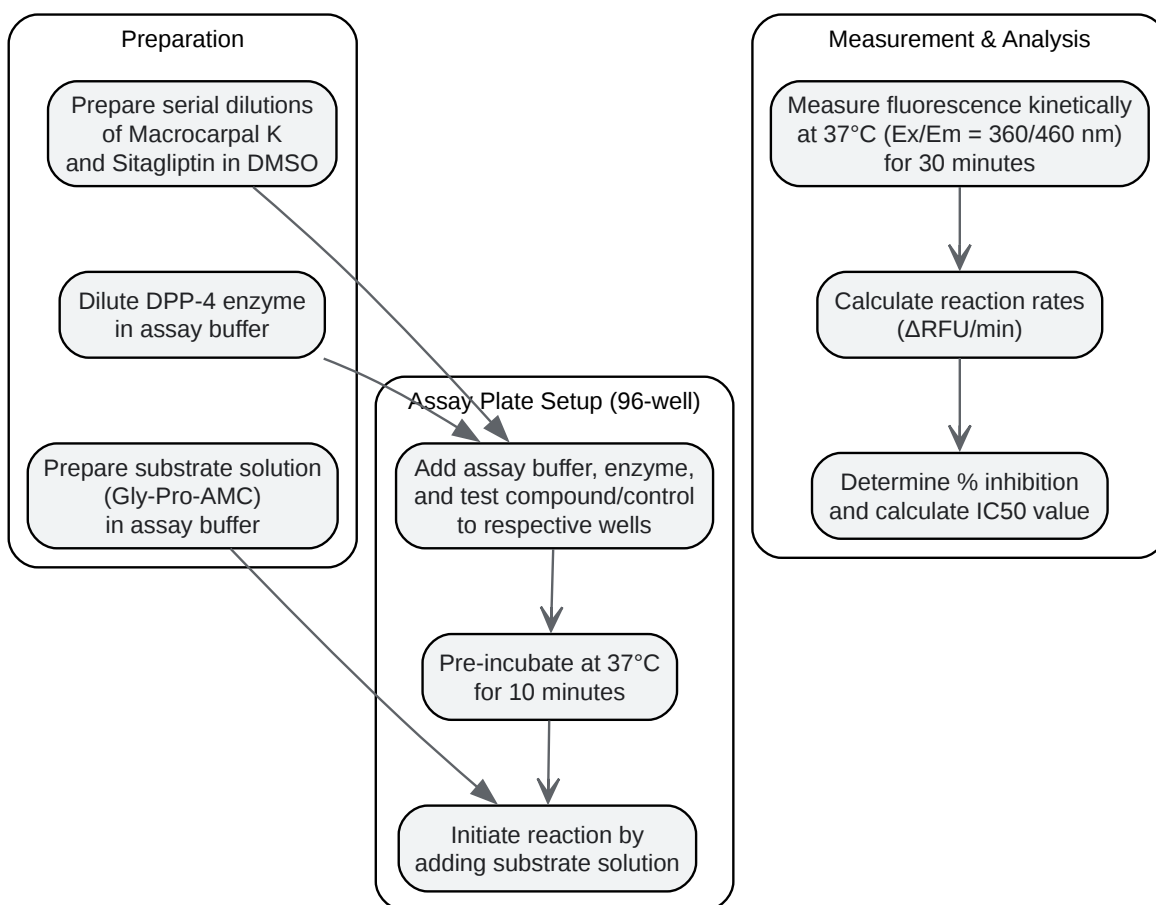 Preparation
Prepare serial dilutions
of Macrocarpal K
and Sitagliptin in DMSO
Dilute DPP-4 enzyme
in assay buffer
Prepare substrate solution
(Gly-Pro-AMC)
in assay buffer
Assay Plate Setup (96-well)
Add assay buffer, enzyme,
and test compound/control
to respective wells
Pre-incubate at 37°C
for 10 minutes
Initiate reaction by
adding substrate solution
Measurement & Analysis
Measure fluorescence kinetically
at 37°C (Ex/Em = 360/460 nm)
for 30 minutes
Calculate reaction rates
(ΔRFU/min)
Determine % inhibition
and calculate IC50 value